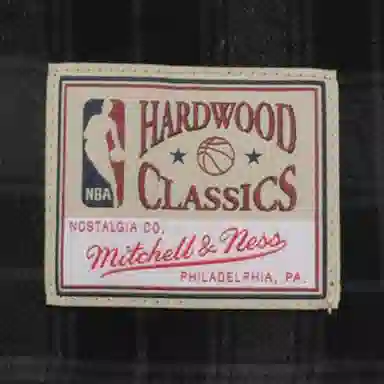 HARDWOOD
NBA
CLASSICS
NOSTALGIA CO.
Mitchell & Ness
PHILADELPHIA, PA.